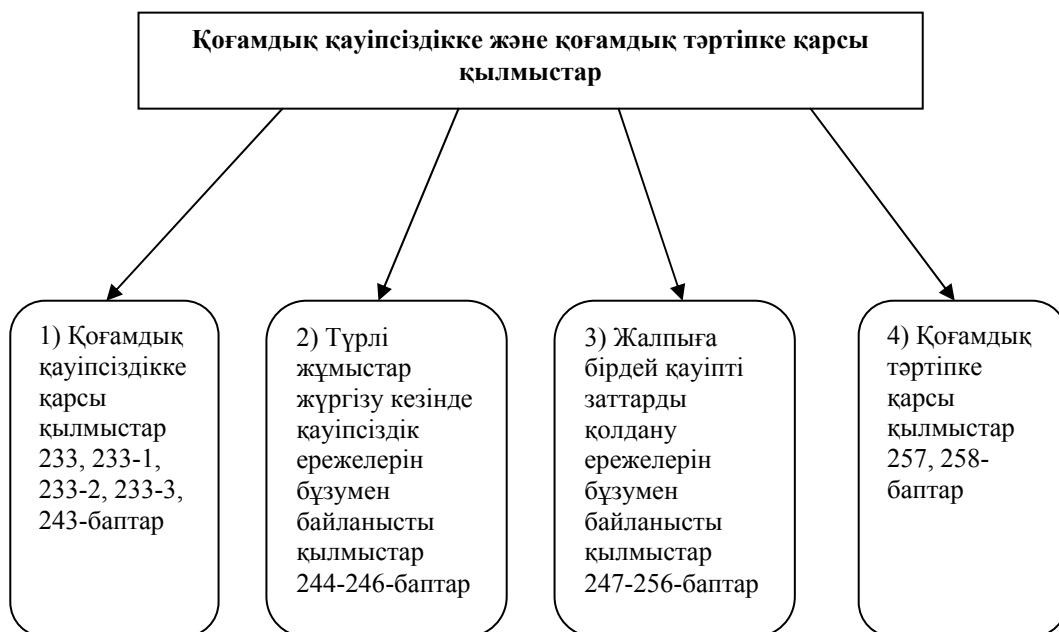 Қоғамдық қауіпсіздікке және қоғамдық тәртіпке қарсы
қылмыстар
1) Қоғамдық
қауіпсіздікке
қарсы
қылмыстар
233, 233-1,
233-2, 233-3,
243-баптар
2) Түрлі
жұмыстар
жүргізу кезінде
қауіпсіздік
ережелерін
бұзумен
байланысты
қылмыстар
244-246-баптар
3) Жалпыға
бірдей қауіпті
заттарды
қолдану
ережелерін
бұзумен
байланысты
қылмыстар
247-256-баптар
4) Қоғамдық
тәртіпке
қарсы
қылмыстар
257, 258-
баптар